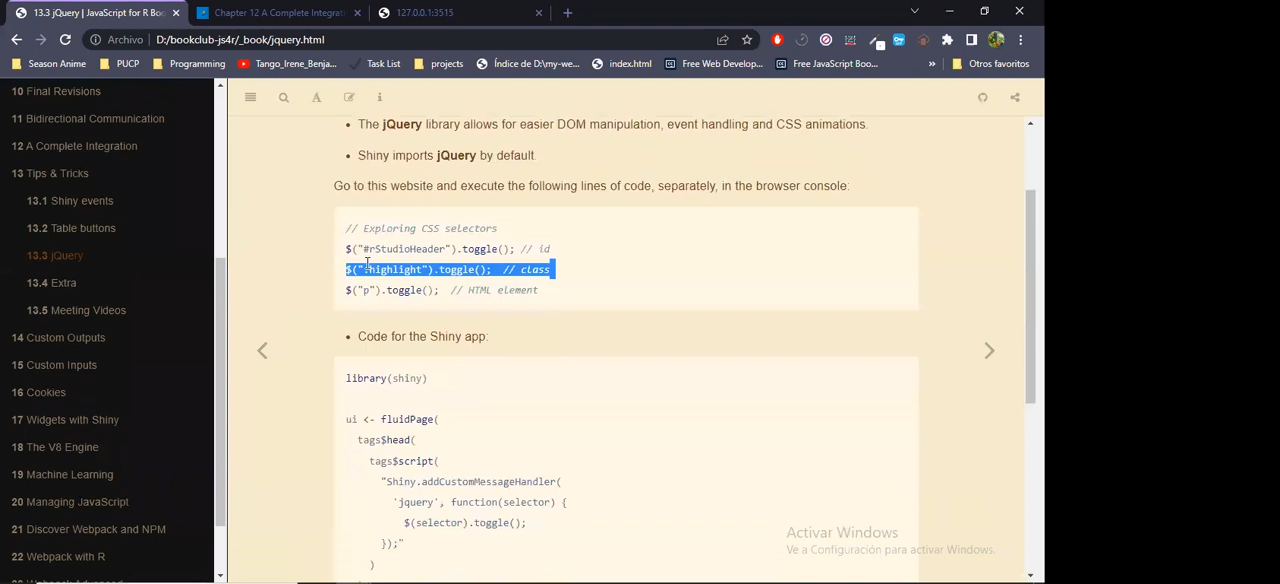 13.3 jQuery | JavaScript for R Boo
Chapter 12 A Complete Integrati
127.0.0.1:3515
Archivo | D:/bookclub-js4r/_book/jquery.html
Season Anime
PUCP
Programming
Tango_Irene_Benja...
Task List
projects
Índice de D:\my-we...
index.html
Free Web Develop...
Free JavaScript Boo...
»
Otros favoritos
10 Final Revisions
11 Bidirectional Communication
12 A Complete Integration
13 Tips & Tricks
13.1 Shiny events
13.2 Table buttons
13.3 jQuery
13.4 Extra
13.5 Meeting Videos
14 Custom Outputs
15 Custom Inputs
16 Cookies
17 Widgets with Shiny
18 The V8 Engine
19 Machine Learning
20 Managing JavaScript
21 Discover Webpack and NPM
22 Webpack with R
• The jQuery library allows for easier DOM manipulation, event handling and CSS animations.
• Shiny imports jQuery by default.
Go to this website and execute the following lines of code, separately, in the browser console:
// Exploring CSS selectors
$("#rStudioHeader").toggle(); // id
$(".highlight").toggle(); // class
$("p").toggle(); // HTML element
• Code for the Shiny app:
library(shiny)
ui <- fluidPage(
tags$head(
tags$script(
"Shiny.addCustomMessageHandler(
'jquery', function(selector) {
$(selector).toggle();
});"
)
Activar Windows
Ve a Configuración para activar Windows.